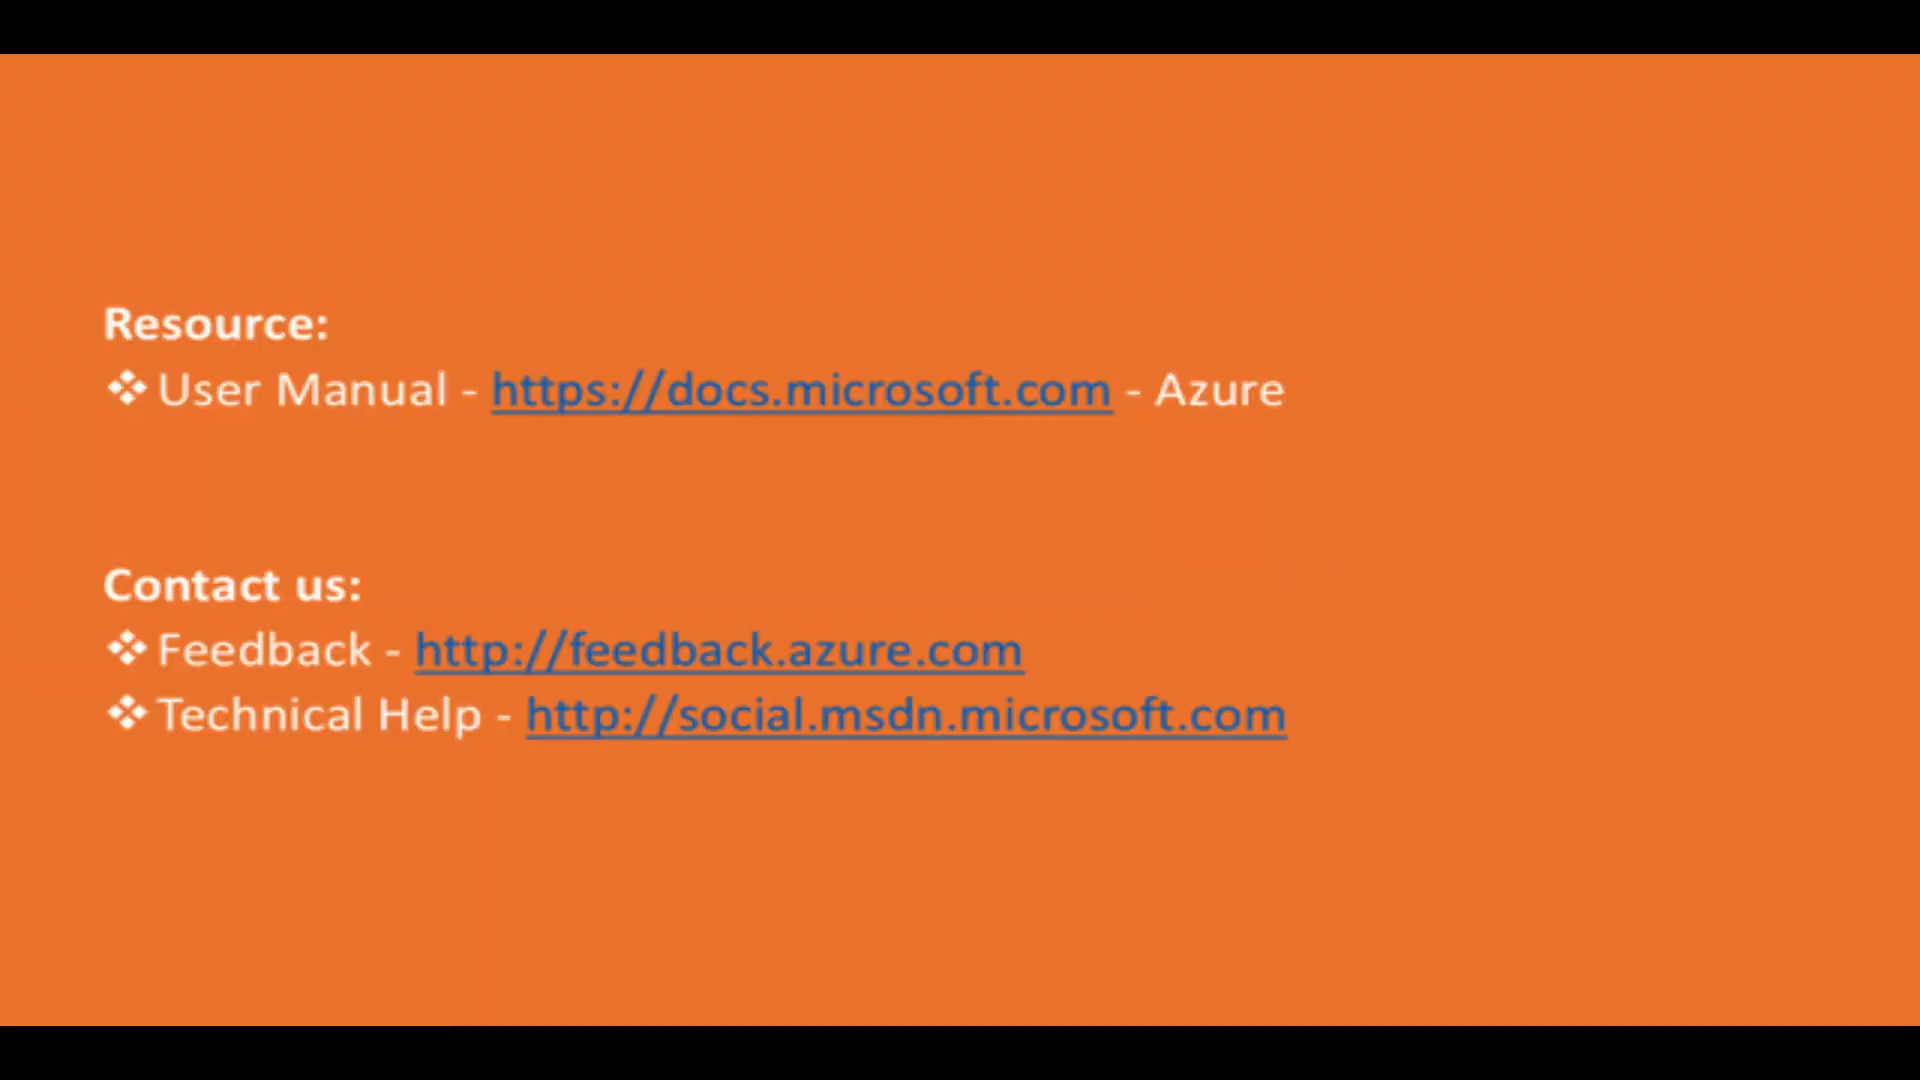 Resource:
❖ User Manual - https://docs.microsoft.com - Azure
Contact us:
❖ Feedback - http://feedback.azure.com
❖ Technical Help - http://social.msdn.microsoft.com